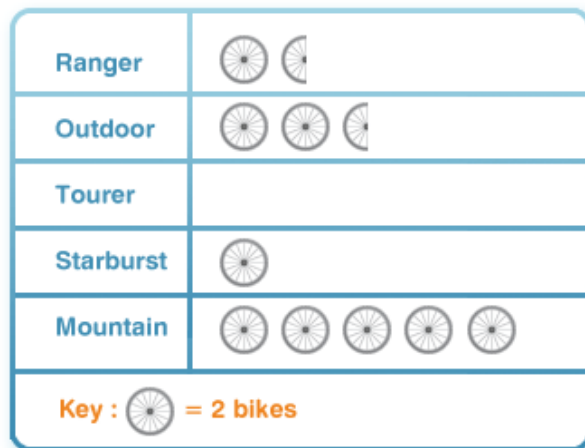 Ranger
Outdoor
Tourer
Starburst
Mountain
Key : = 2 bikes